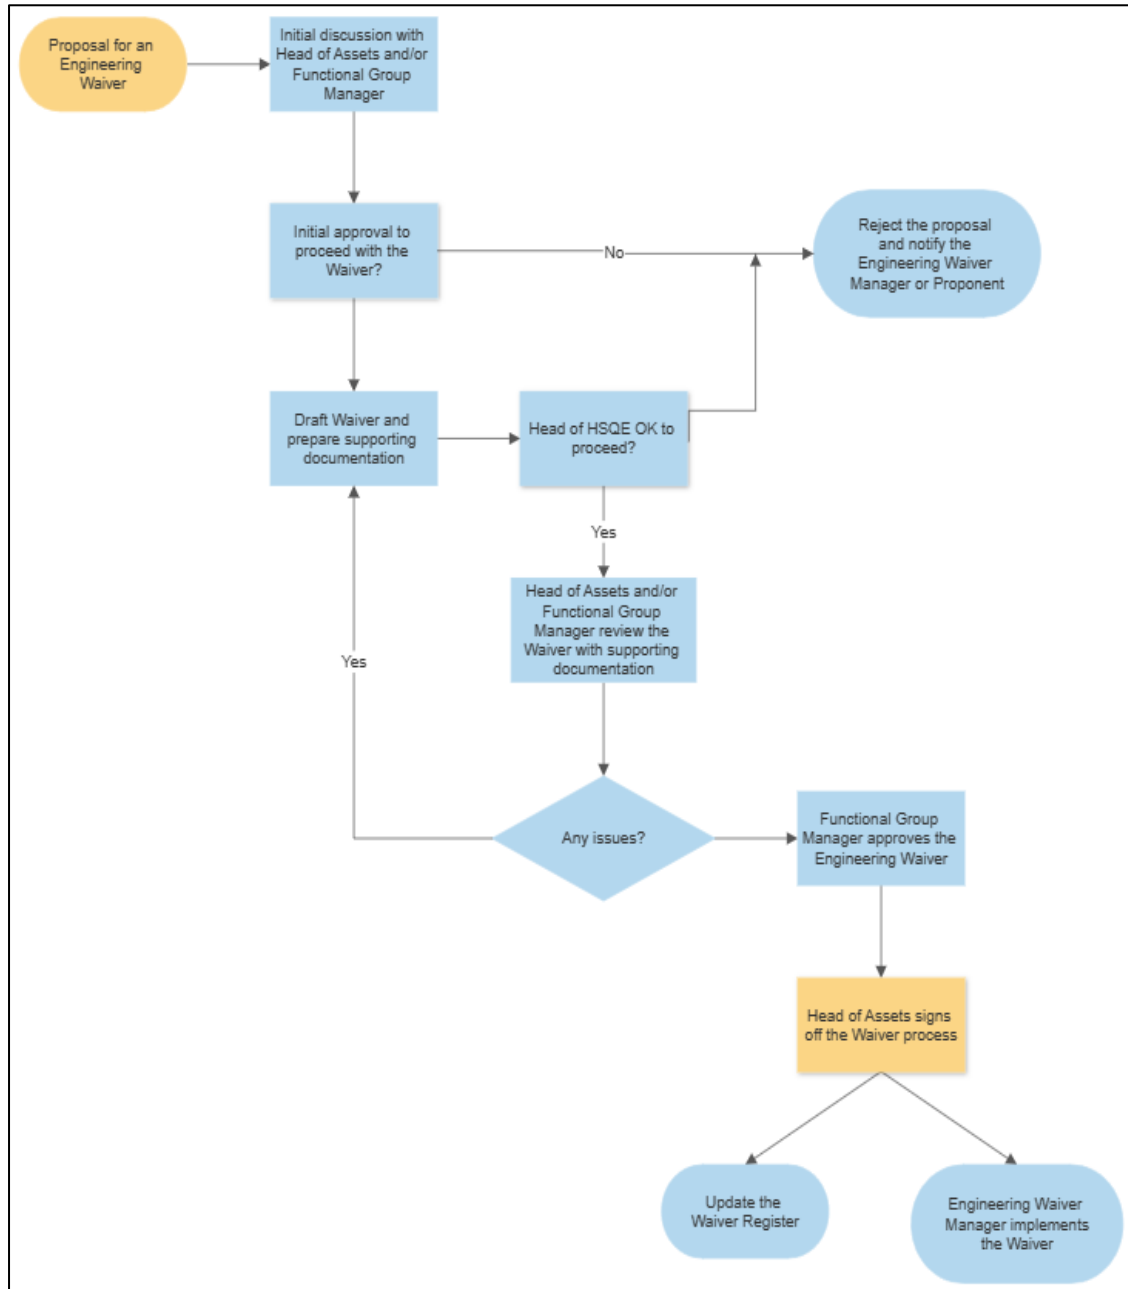 Proposal for an
Engineering
Waiver
Initial discussion with
Head of Assets and/or
Functional Group
Manager
Initial approval to
proceed with the
Waiver?
No
Reject the proposal
and notify the
Engineering Waiver
Manager or Proponent
Draft Waiver and
prepare supporting
documentation
Head of HSQE OK to
proceed?
Yes
Head of Assets and/or
Functional Group
Manager review the
Waiver with supporting
documentation
Yes
Any issues?
Functional Group
Manager approves the
Engineering Waiver
Head of Assets signs
off the Waiver process
Update the
Waiver Register
Engineering Waiver
Manager implements
the Waiver